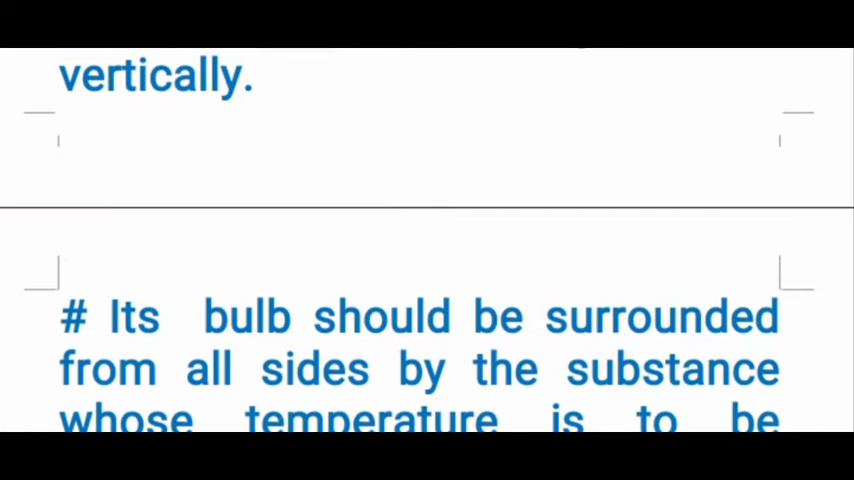 vertically.
# Its bulb should be surrounded
from all sides by the substance
whose temperature is to be